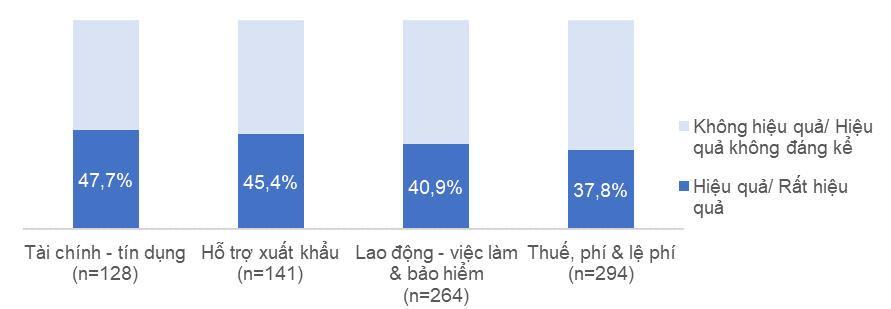 47,7%
45,4%
40,9%
37,8%
Không hiệu quả/ Hiệu
quả không đáng kể
Hiệu quả/ Rất hiệu
quả
Tài chính - tín dụng
(n=128)
Hỗ trợ xuất khẩu
(n=141)
Lao động - việc làm
& bảo hiểm
(n=264)
Thuế, phí & lệ phí
(n=294)